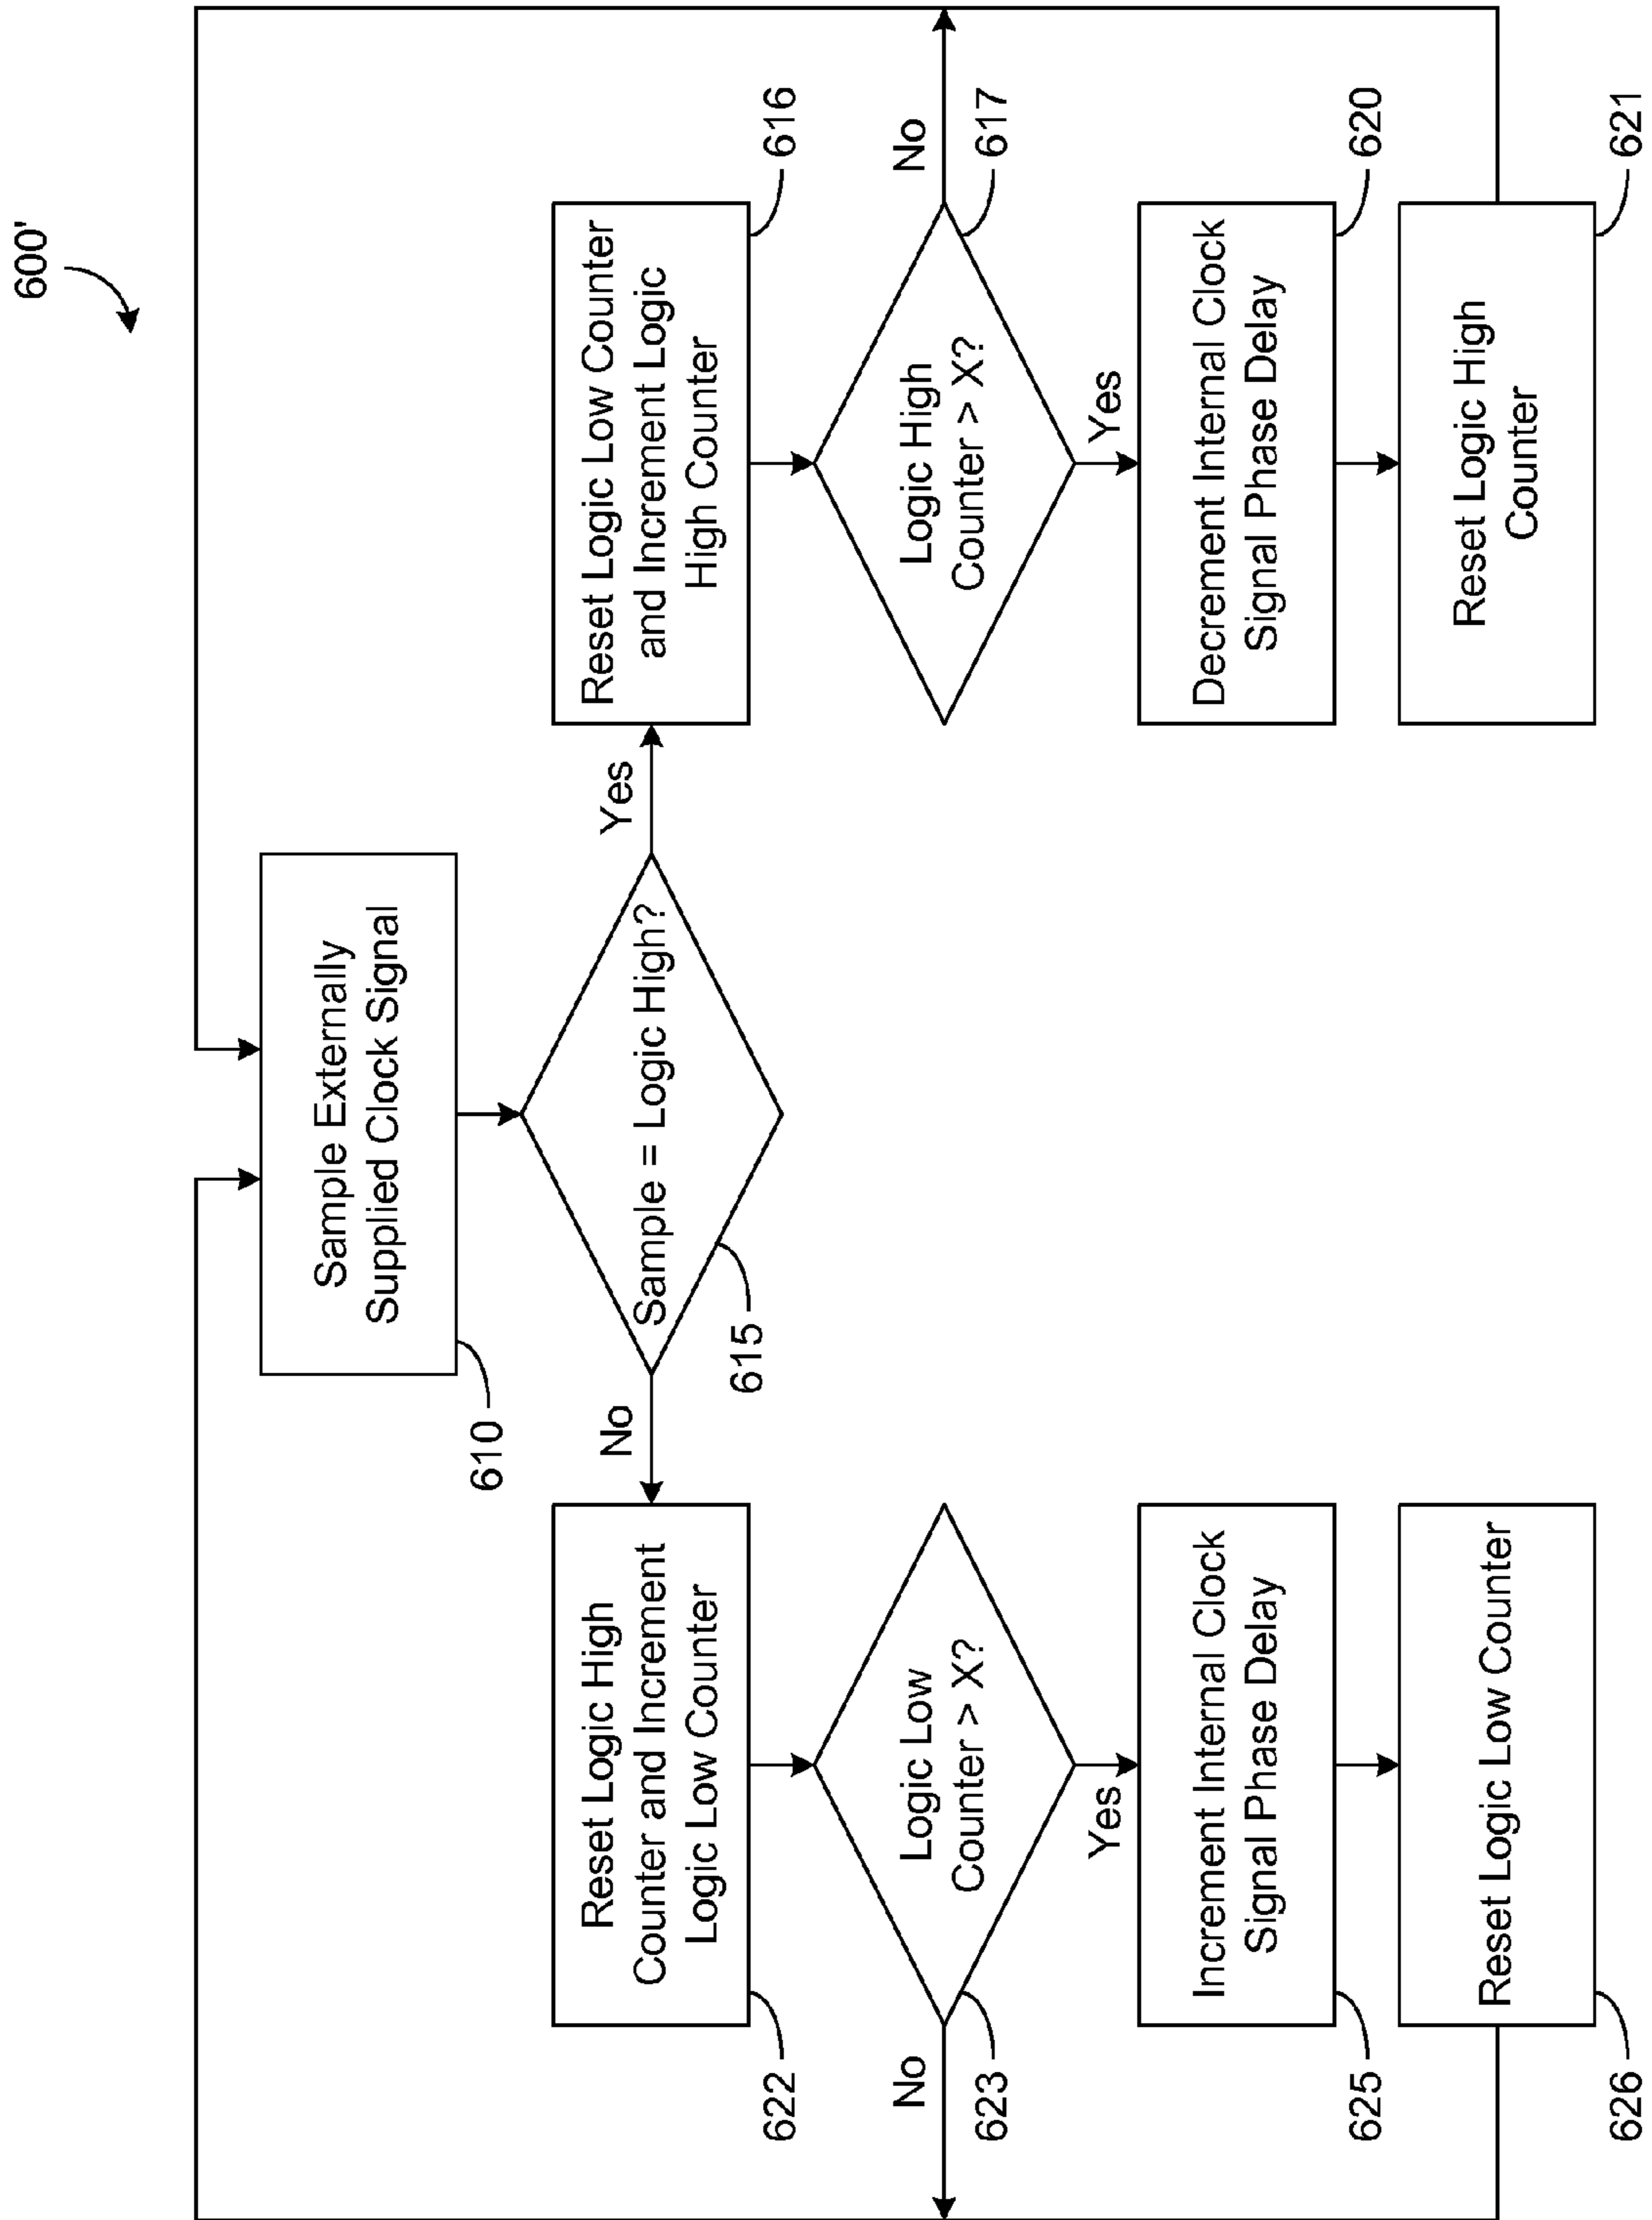 600'
Sample Externally
Supplied Clock Signal
610
Sample = Logic High?
615
No
Yes
Reset Logic High
Counter and Increment
Logic Low Counter
622
Reset Logic Low Counter
and Increment Logic
High Counter
616
Logic Low
Counter > X?
No
623
Yes
Logic High
Counter > X?
No
617
Yes
Increment Internal Clock
Signal Phase Delay
625
Decrement Internal Clock
Signal Phase Delay
620
Reset Logic Low Counter
626
Reset Logic High
Counter
621